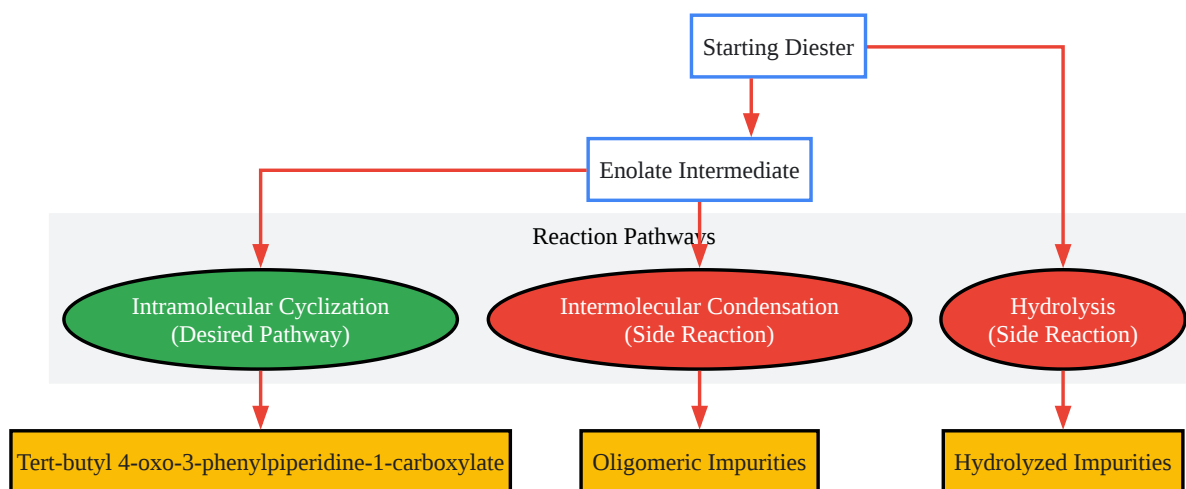 Starting Diester
Enolate Intermediate
Reaction Pathways
Intramolecular Cyclization
(Desired Pathway)
Intermolecular Condensation
(Side Reaction)
Hydrolysis
(Side Reaction)
Tert-butyl 4-oxo-3-phenylpiperidine-1-carboxylate
Oligomeric Impurities
Hydrolyzed Impurities